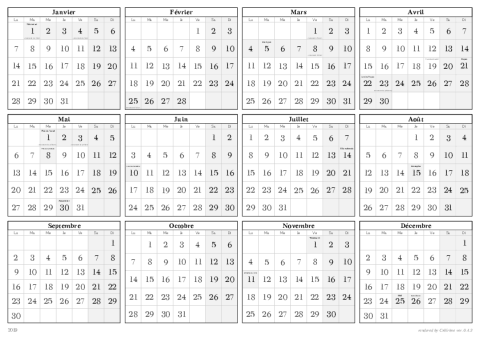 Janvier
Lu Ma Me Je Ve Sa Di
1 2 3 4 5 6
7 8 9 10 11 12 13
14 15 16 17 18 19 20
21 22 23 24 25 26 27
28 29 30 31
Février
Lu Ma Me Je Ve Sa Di
1 2 3
4 5 6 7 8 9 10
11 12 13 14 15 16 17
18 19 20 21 22 23 24
25 26 27 28
Mars
Lu Ma Me Je Ve Sa Di
1 2 3
4 5 6 7 8 9 10
11 12 13 14 15 16 17
18 19 20 21 22 23 24
25 26 27 28 29 30 31
Avril
Lu Ma Me Je Ve Sa Di
1 2 3 4 5 6 7
8 9 10 11 12 13 14
15 16 17 18 19 20 21
22 23 24 25 26 27 28
29 30
Mai
Lu Ma Me Je Ve Sa Di
1 2 3 4 5
6 7 8 9 10 11 12
13 14 15 16 17 18 19
20 21 22 23 24 25 26
27 28 29 30 31
Juin
Lu Ma Me Je Ve Sa Di
1 2
3 4 5 6 7 8 9
10 11 12 13 14 15 16
17 18 19 20 21 22 23
24 25 26 27 28 29 30
Juillet
Lu Ma Me Je Ve Sa Di
1 2 3 4 5 6 7
8 9 10 11 12 13 14
15 16 17 18 19 20 21
22 23 24 25 26 27 28
29 30 31
Août
Lu Ma Me Je Ve Sa Di
1 2 3 4
5 6 7 8 9 10 11
12 13 14 15 16 17 18
19 20 21 22 23 24 25
26 27 28 29 30 31
Septembre
Lu Ma Me Je Ve Sa Di
1
2 3 4 5 6 7 8
9 10 11 12 13 14 15
16 17 18 19 20 21 22
23 24 25 26 27 28 29
30
Octobre
Lu Ma Me Je Ve Sa Di
1 2 3 4 5 6
7 8 9 10 11 12 13
14 15 16 17 18 19 20
21 22 23 24 25 26 27
28 29 30 31
Novembre
Lu Ma Me Je Ve Sa Di
1 2 3
4 5 6 7 8 9 10
11 12 13 14 15 16 17
18 19 20 21 22 23 24
25 26 27 28 29 30
Décembre
Lu Ma Me Je Ve Sa Di
1
2 3 4 5 6 7 8
9 10 11 12 13 14 15
16 17 18 19 20 21 22
23 24 25 26 27 28 29
30 31
2019